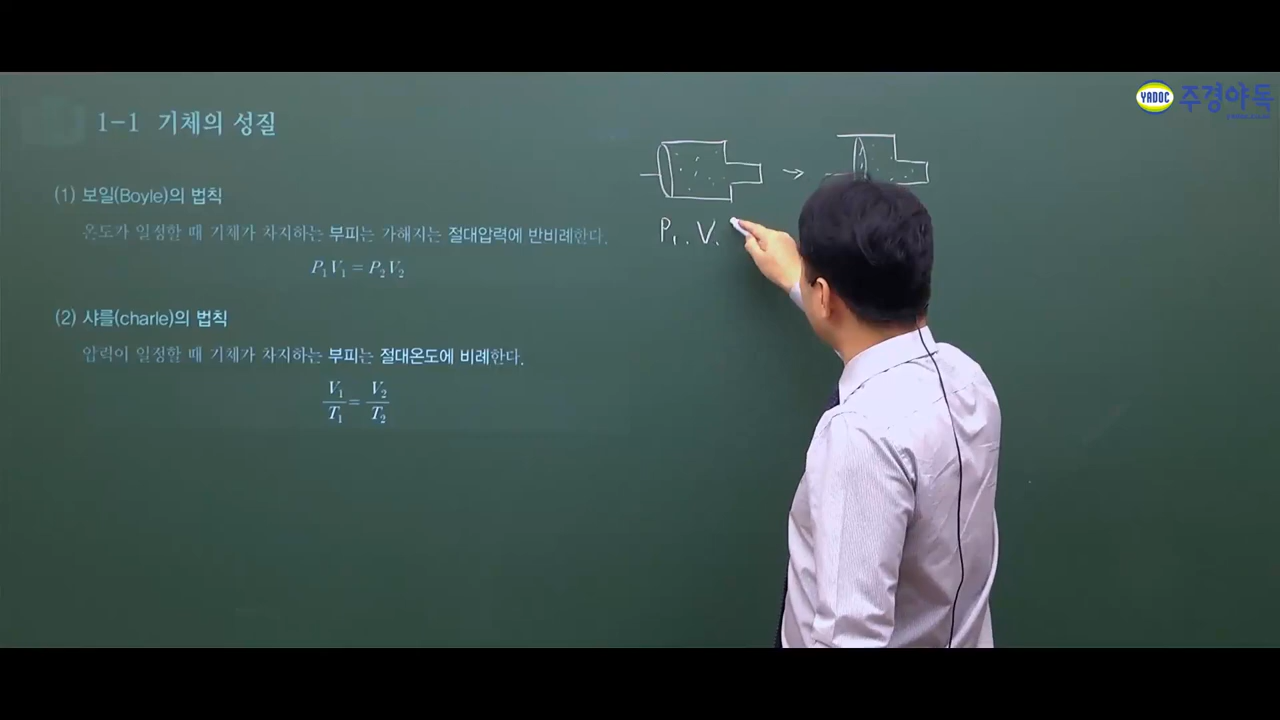 YADOC 주경야독
1-1 기체의 성질
(1) 보일(Boyle)의 법칙
온도가 일정할 때 기체가 차지하는 부피는 가해지는 절대압력에 반비례한다.
P₁V₁ = P₂V₂
(2) 샤를(charle)의 법칙
압력이 일정할 때 기체가 차지하는 부피는 절대온도에 비례한다.
V₁/T₁ = V₂/T₂
→
P₁. V.